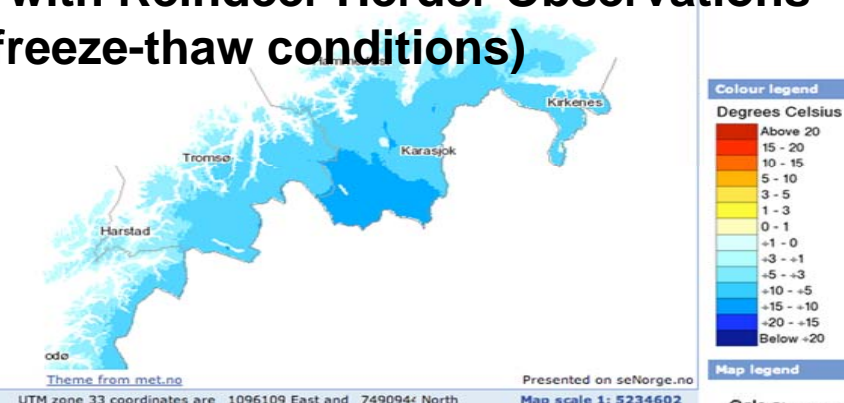 with Reindeer Herder Observations
freeze-thaw conditions)
Hammerfest
Kirkenes
Karasjok
Tromsø
Harstad
odø
Theme from met.no
Presented on seNorge.no
UTM zone 33 coordinates are 1096109 East and 749094 North
Map scale 1: 5234602
Colour legend
Degrees Celsius
Above 20
15 - 20
10 - 15
5 - 10
3 - 5
1 - 3
0 - 1
÷1 - 0
÷3 - ÷1
÷5 - ÷3
÷10 - ÷5
÷15 - ÷10
÷20 - ÷15
Below ÷20
Map legend